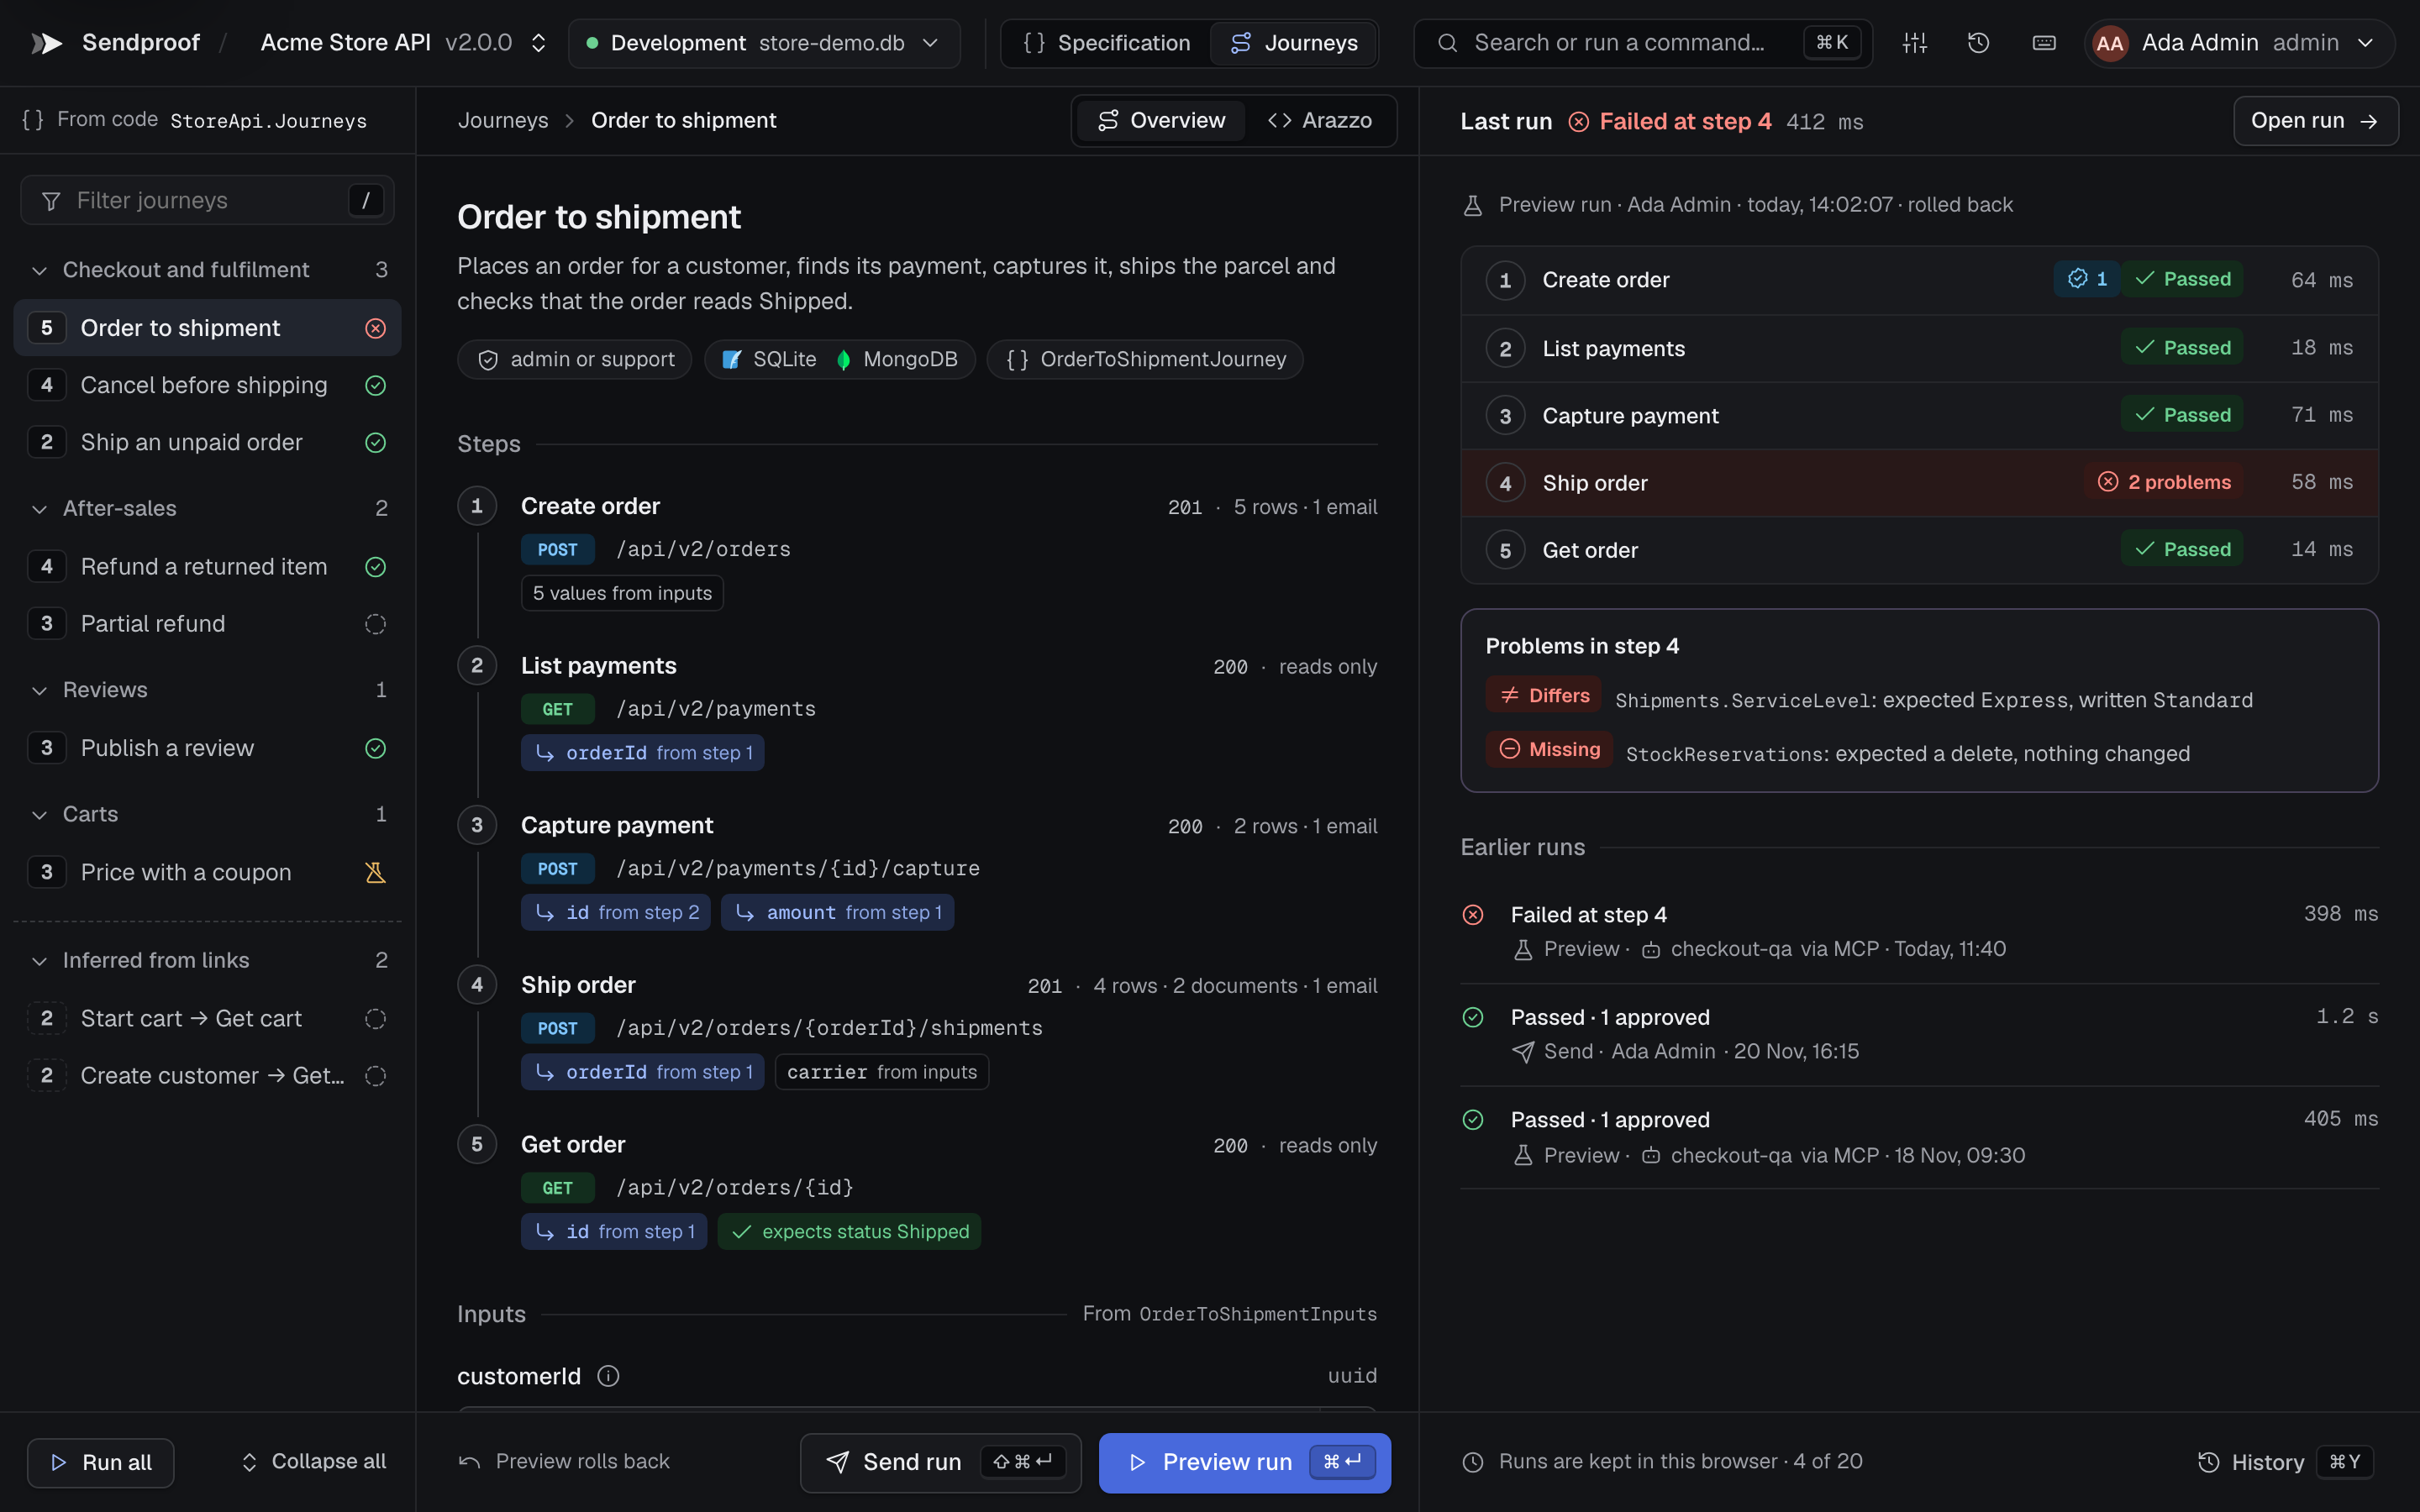 Sendproof / Acme Store API v2.0.0
Development store-demo.db
{ } Specification
Journeys
Search or run a command... ⌘K
AA Ada Admin admin
{ } From code StoreApi.Journeys
Filter journeys /
Checkout and fulfilment 3
5 Order to shipment
4 Cancel before shipping
2 Ship an unpaid order
After-sales 2
4 Refund a returned item
3 Partial refund
Reviews 1
3 Publish a review
Carts 1
3 Price with a coupon
Inferred from links 2
2 Start cart → Get cart
2 Create customer → Get...
Run all
Collapse all
Journeys > Order to shipment
Overview
<> Arazzo
Order to shipment
Places an order for a customer, finds its payment, captures it, ships the parcel and
checks that the order reads Shipped.
admin or support
SQLite MongoDB
{ } OrderToShipmentJourney
Steps
1 Create order 201 · 5 rows · 1 email
POST /api/v2/orders
5 values from inputs
2 List payments 200 · reads only
GET /api/v2/payments
orderId from step 1
3 Capture payment 200 · 2 rows · 1 email
POST /api/v2/payments/{id}/capture
id from step 2 amount from step 1
4 Ship order 201 · 4 rows · 2 documents · 1 email
POST /api/v2/orders/{orderId}/shipments
orderId from step 1 carrier from inputs
5 Get order 200 · reads only
GET /api/v2/orders/{id}
id from step 1 expects status Shipped
Inputs From OrderToShipmentInputs
customerId uuid
Preview rolls back
Send run ⇧⌘↵
Preview run ⌘↵
Last run Failed at step 4 412 ms
Open run →
Preview run · Ada Admin · today, 14:02:07 · rolled back
1 Create order 1 Passed 64 ms
2 List payments Passed 18 ms
3 Capture payment Passed 71 ms
4 Ship order 2 problems 58 ms
5 Get order Passed 14 ms
Problems in step 4
≠ Differs Shipments.ServiceLevel: expected Express, written Standard
Missing StockReservations: expected a delete, nothing changed
Earlier runs
Failed at step 4 398 ms
Preview · checkout-qa via MCP · Today, 11:40
Passed · 1 approved 1.2 s
Send · Ada Admin · 20 Nov, 16:15
Passed · 1 approved 405 ms
Preview · checkout-qa via MCP · 18 Nov, 09:30
Runs are kept in this browser · 4 of 20
History ⌘Y